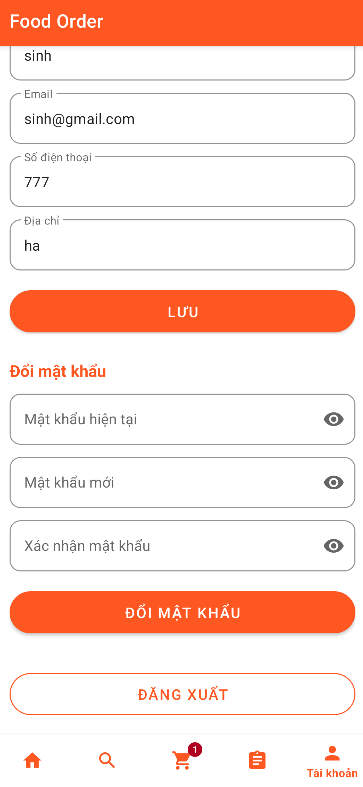 Food Order
sinh
Email
sinh@gmail.com
Số điện thoại
777
Địa chỉ
ha
LƯU
Đổi mật khẩu
Mật khẩu hiện tại
Mật khẩu mới
Xác nhận mật khẩu
ĐỔI MẬT KHẨU
ĐĂNG XUẤT
1
Tài khoản